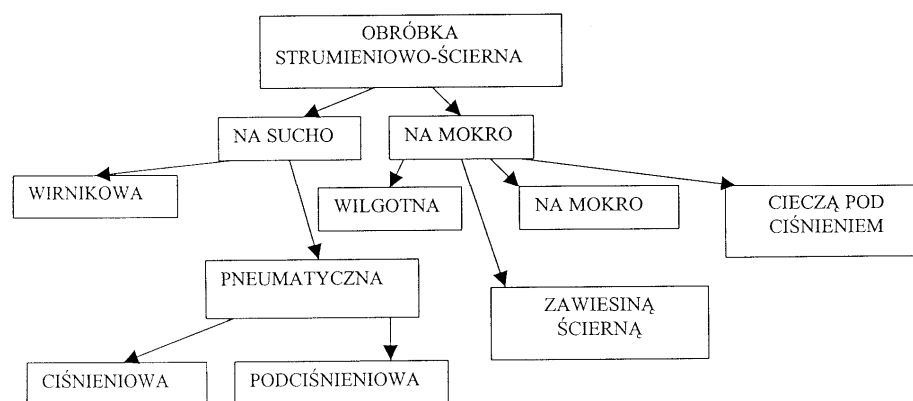 OBRÓBKA
STRUMIENIOWO-ŚCIERNA
NA SUCHO
NA MOKRO
WIRNIKOWA
WILGOTNA
NA MOKRO
CIECZĄ POD
CIŚNIENIEM
PNEUMATYCZNA
ZAWIESINĄ
ŚCIERNĄ
CIŚNIENIOWA
PODCIŚNIENIOWA